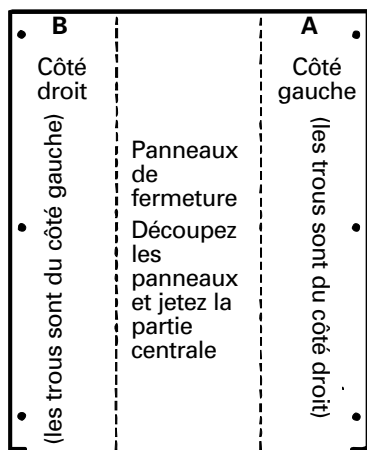 B
Côté
droit
(les trous sont du côté gauche)
Panneaux
de
fermeture
Découpez
les
panneaux
et jetez la
partie
centrale
A
Côté
gauche
(les trous sont du côté droit)